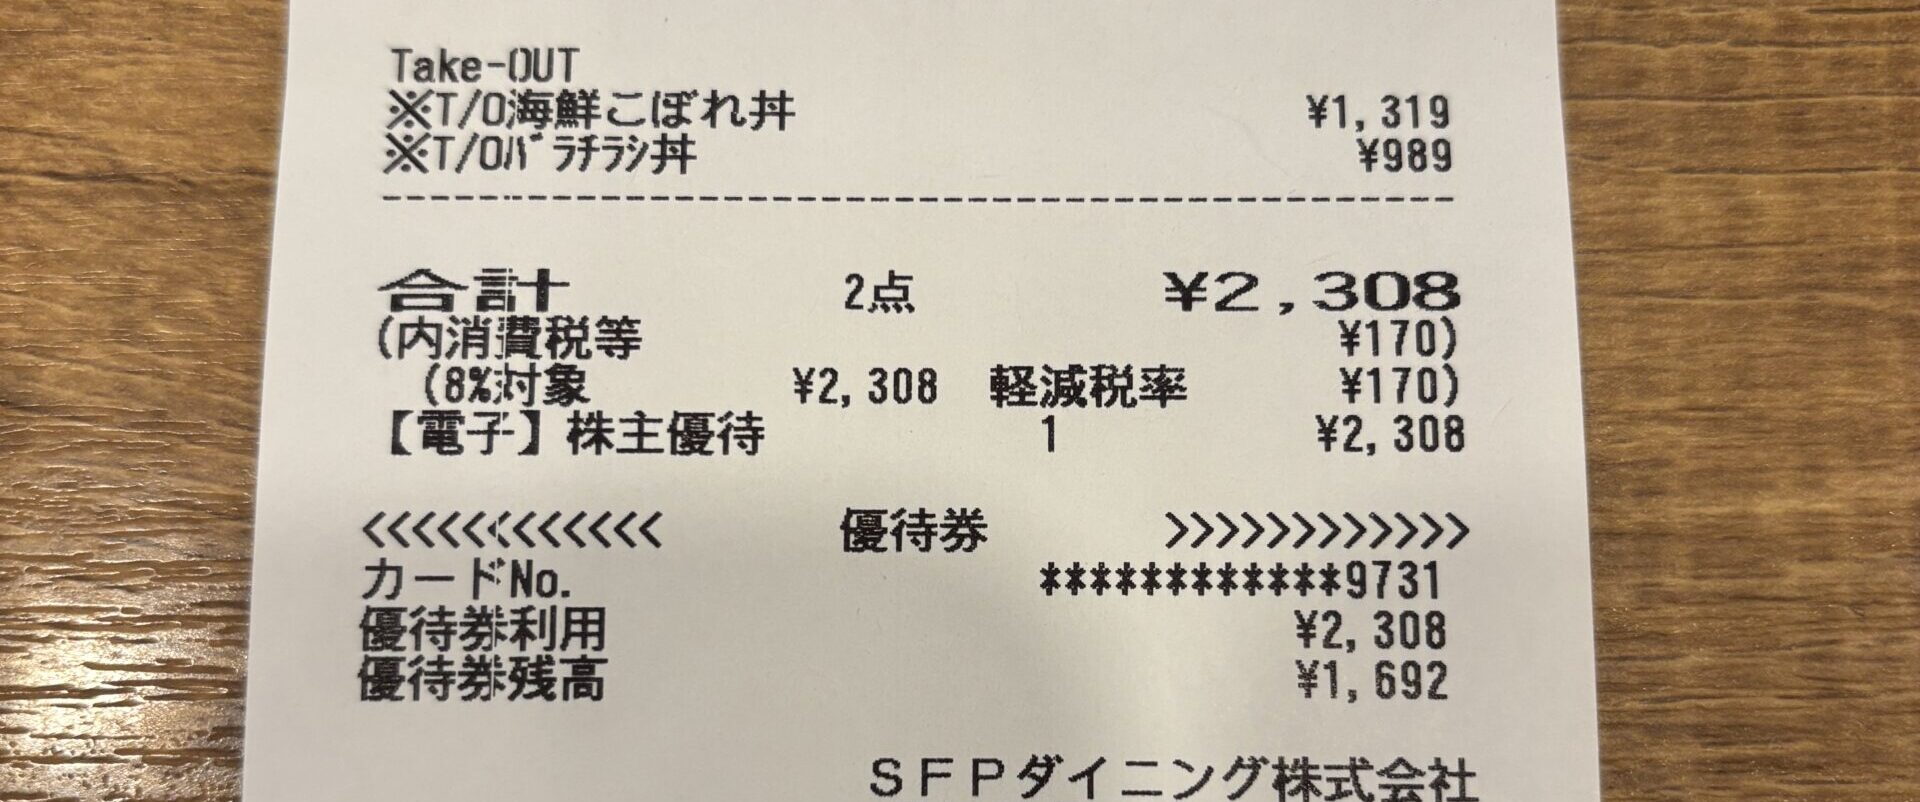 Take-OUT
※T/O海鮮こぼれ丼 ¥1,319
※T/Oﾊﾞﾗﾁﾗｼ丼 ¥989
------------------------------------------
合計 2点 ¥2,308
(内消費税等 ¥170)
(8%対象 ¥2,308 軽減税率 ¥170)
【電子】株主優待 1 ¥2,308
<<<<<<<<<<<< 優待券 >>>>>>>>>>>>
カードNo. ************9731
優待券利用 ¥2,308
優待券残高 ¥1,692
ＳＦＰダイニング株式会社